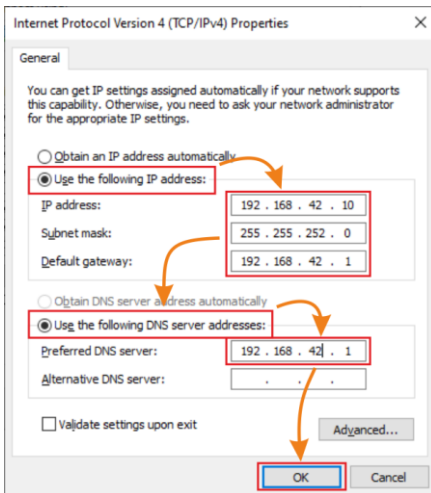 Internet Protocol Version 4 (TCP/IPv4) Properties
General
You can get IP settings assigned automatically if your network supports
this capability. Otherwise, you need to ask your network administrator
for the appropriate IP settings.
Obtain an IP address automatically
Use the following IP address:
IP address: 192 . 168 . 42 . 10
Subnet mask: 255 . 255 . 252 . 0
Default gateway: 192 . 168 . 42 . 1
Obtain DNS server address automatically
Use the following DNS server addresses:
Preferred DNS server: 192 . 168 . 42 . 1
Alternative DNS server: . . .
Validate settings upon exit
Advanced...
OK Cancel